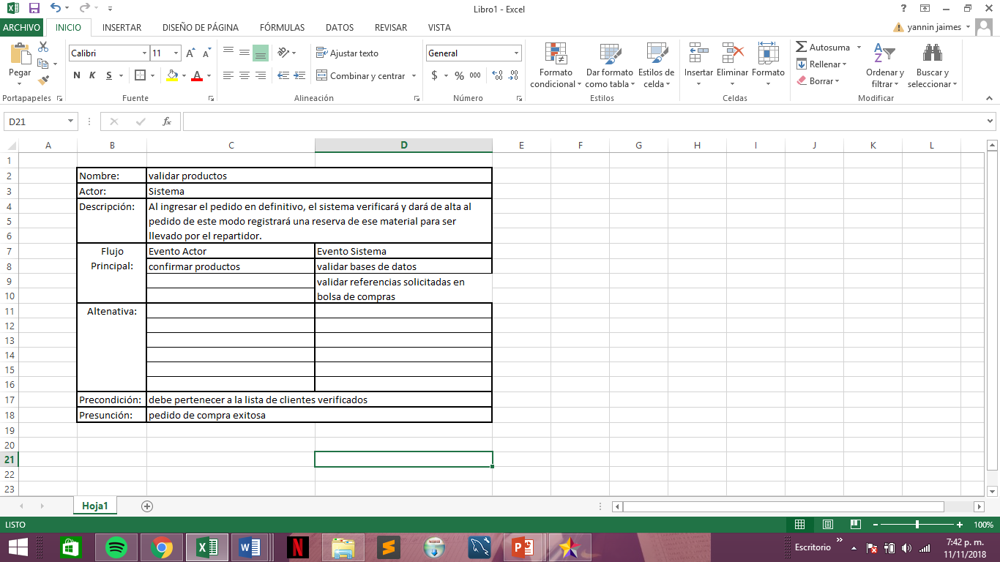 Libro1 - Excel
ARCHIVO INICIO INSERTAR DISEÑO DE PÁGINA FÓRMULAS DATOS REVISAR VISTA yannin jaimes
Pegar
Portapapeles
Calibri 11
N K S
Fuente
Ajustar texto
Combinar y centrar
Alineación
General
$ % 000
Número
Formato condicional
Dar formato como tabla
Estilos de celda
Estilos
Insertar Eliminar Formato
Celdas
Autosuma
Rellenar
Borrar
Ordenar y filtrar
Buscar y seleccionar
Modificar
D21 fx
A B C D E F G H I J K L
1
2 Nombre: validar productos
3 Actor: Sistema
4 Descripción: Al ingresar el pedido en definitivo, el sistema verificará y dará de alta al
5 pedido de este modo registrará una reserva de ese material para ser
6 llevado por el repartidor.
7 Flujo Evento Actor Evento Sistema
8 Principal: confirmar productos validar bases de datos
9 validar referencias solicitadas en
10 bolsa de compras
11 Altenativa:
12
13
14
15
16
17 Precondición: debe pertenecer a la lista de clientes verificados
18 Presunción: pedido de compra exitosa
19
20
21
22
23
Hoja1
LISTO 100%
Escritorio 7:42 p. m.
11/11/2018